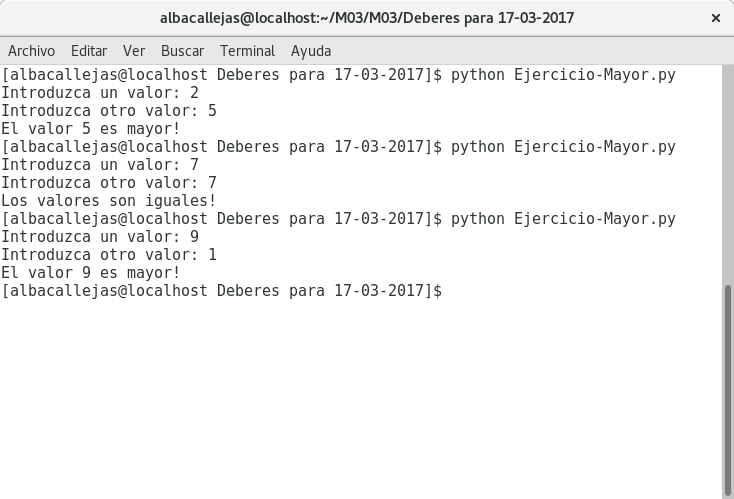 albacallejas@localhost:~/M03/M03/Deberes para 17-03-2017
Archivo Editar Ver Buscar Terminal Ayuda
[albacallejas@localhost Deberes para 17-03-2017]$ python Ejercicio-Mayor.py
Introduzca un valor: 2
Introduzca otro valor: 5
El valor 5 es mayor!
[albacallejas@localhost Deberes para 17-03-2017]$ python Ejercicio-Mayor.py
Introduzca un valor: 7
Introduzca otro valor: 7
Los valores son iguales!
[albacallejas@localhost Deberes para 17-03-2017]$ python Ejercicio-Mayor.py
Introduzca un valor: 9
Introduzca otro valor: 1
El valor 9 es mayor!
[albacallejas@localhost Deberes para 17-03-2017]$